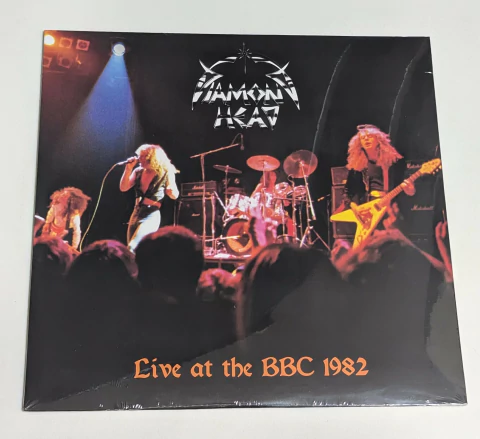 DIAMOND
HEAD
Live at the BBC 1982